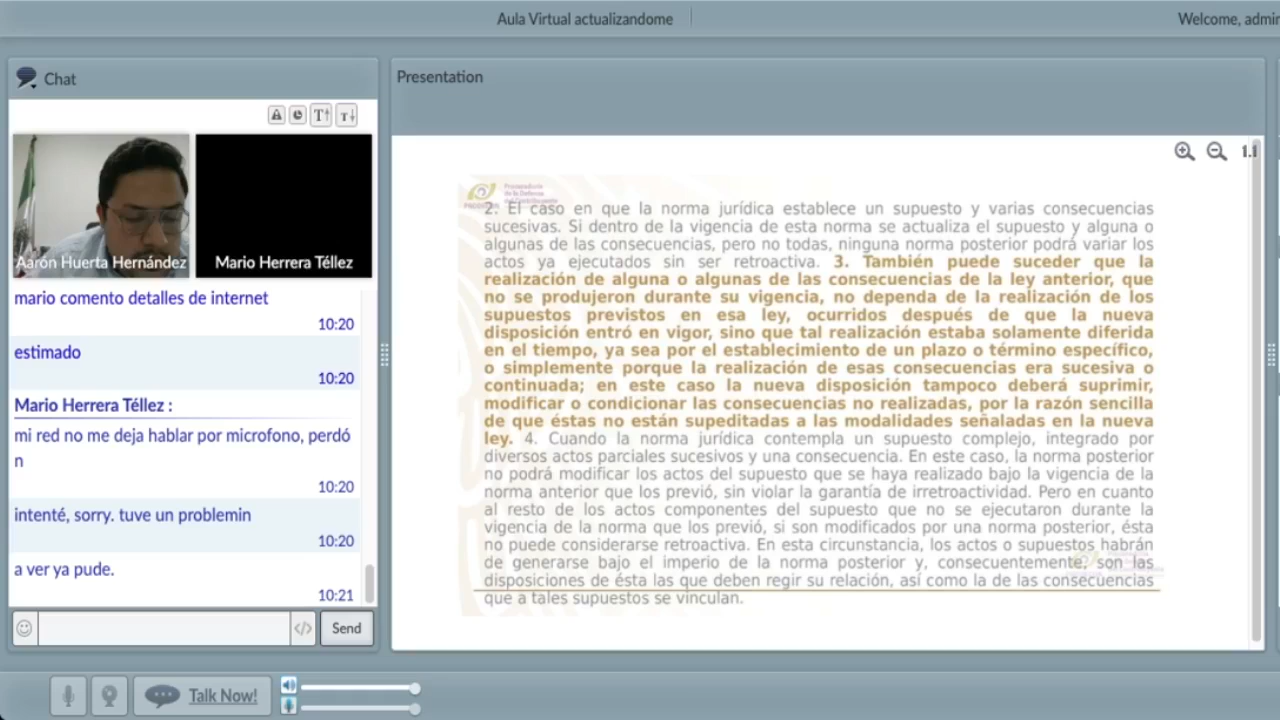 Aula Virtual actualizandome
Welcome, admin
Chat
Aarón Huerta Hernández
Mario Herrera Téllez
mario comento detalles de internet
10:20
estimado
10:20
Mario Herrera Téllez :
mi red no me deja hablar por microfono, perdó
n
10:20
intenté, sorry. tuve un problemin
10:20
a ver ya pude.
10:21
Send
Talk Now!
Presentation
Procuraduría
de la Defensa
del Contribuyente
2. El caso en que la norma jurídica establece un supuesto y varias consecuencias
sucesivas. Si dentro de la vigencia de esta norma se actualiza el supuesto y alguna o
algunas de las consecuencias, pero no todas, ninguna norma posterior podrá variar los
actos ya ejecutados sin ser retroactiva. 3. También puede suceder que la
realización de alguna o algunas de las consecuencias de la ley anterior, que
no se produjeron durante su vigencia, no dependa de la realización de los
supuestos previstos en esa ley, ocurridos después de que la nueva
disposición entró en vigor, sino que tal realización estaba solamente diferida
en el tiempo, ya sea por el establecimiento de un plazo o término específico,
o simplemente porque la realización de esas consecuencias era sucesiva o
continuada; en este caso la nueva disposición tampoco deberá suprimir,
modificar o condicionar las consecuencias no realizadas, por la razón sencilla
de que éstas no están supeditadas a las modalidades señaladas en la nueva
ley. 4. Cuando la norma jurídica contempla un supuesto complejo, integrado por
diversos actos parciales sucesivos y una consecuencia. En este caso, la norma posterior
no podrá modificar los actos del supuesto que se haya realizado bajo la vigencia de la
norma anterior que los previó, sin violar la garantía de irretroactividad. Pero en cuanto
al resto de los actos componentes del supuesto que no se ejecutaron durante la
vigencia de la norma que los previó, si son modificados por una norma posterior, ésta
no puede considerarse retroactiva. En esta circunstancia, los actos o supuestos habrán
de generarse bajo el imperio de la norma posterior y, consecuentemente, son las
disposiciones de ésta las que deben regir su relación, así como la de las consecuencias
que a tales supuestos se vinculan.